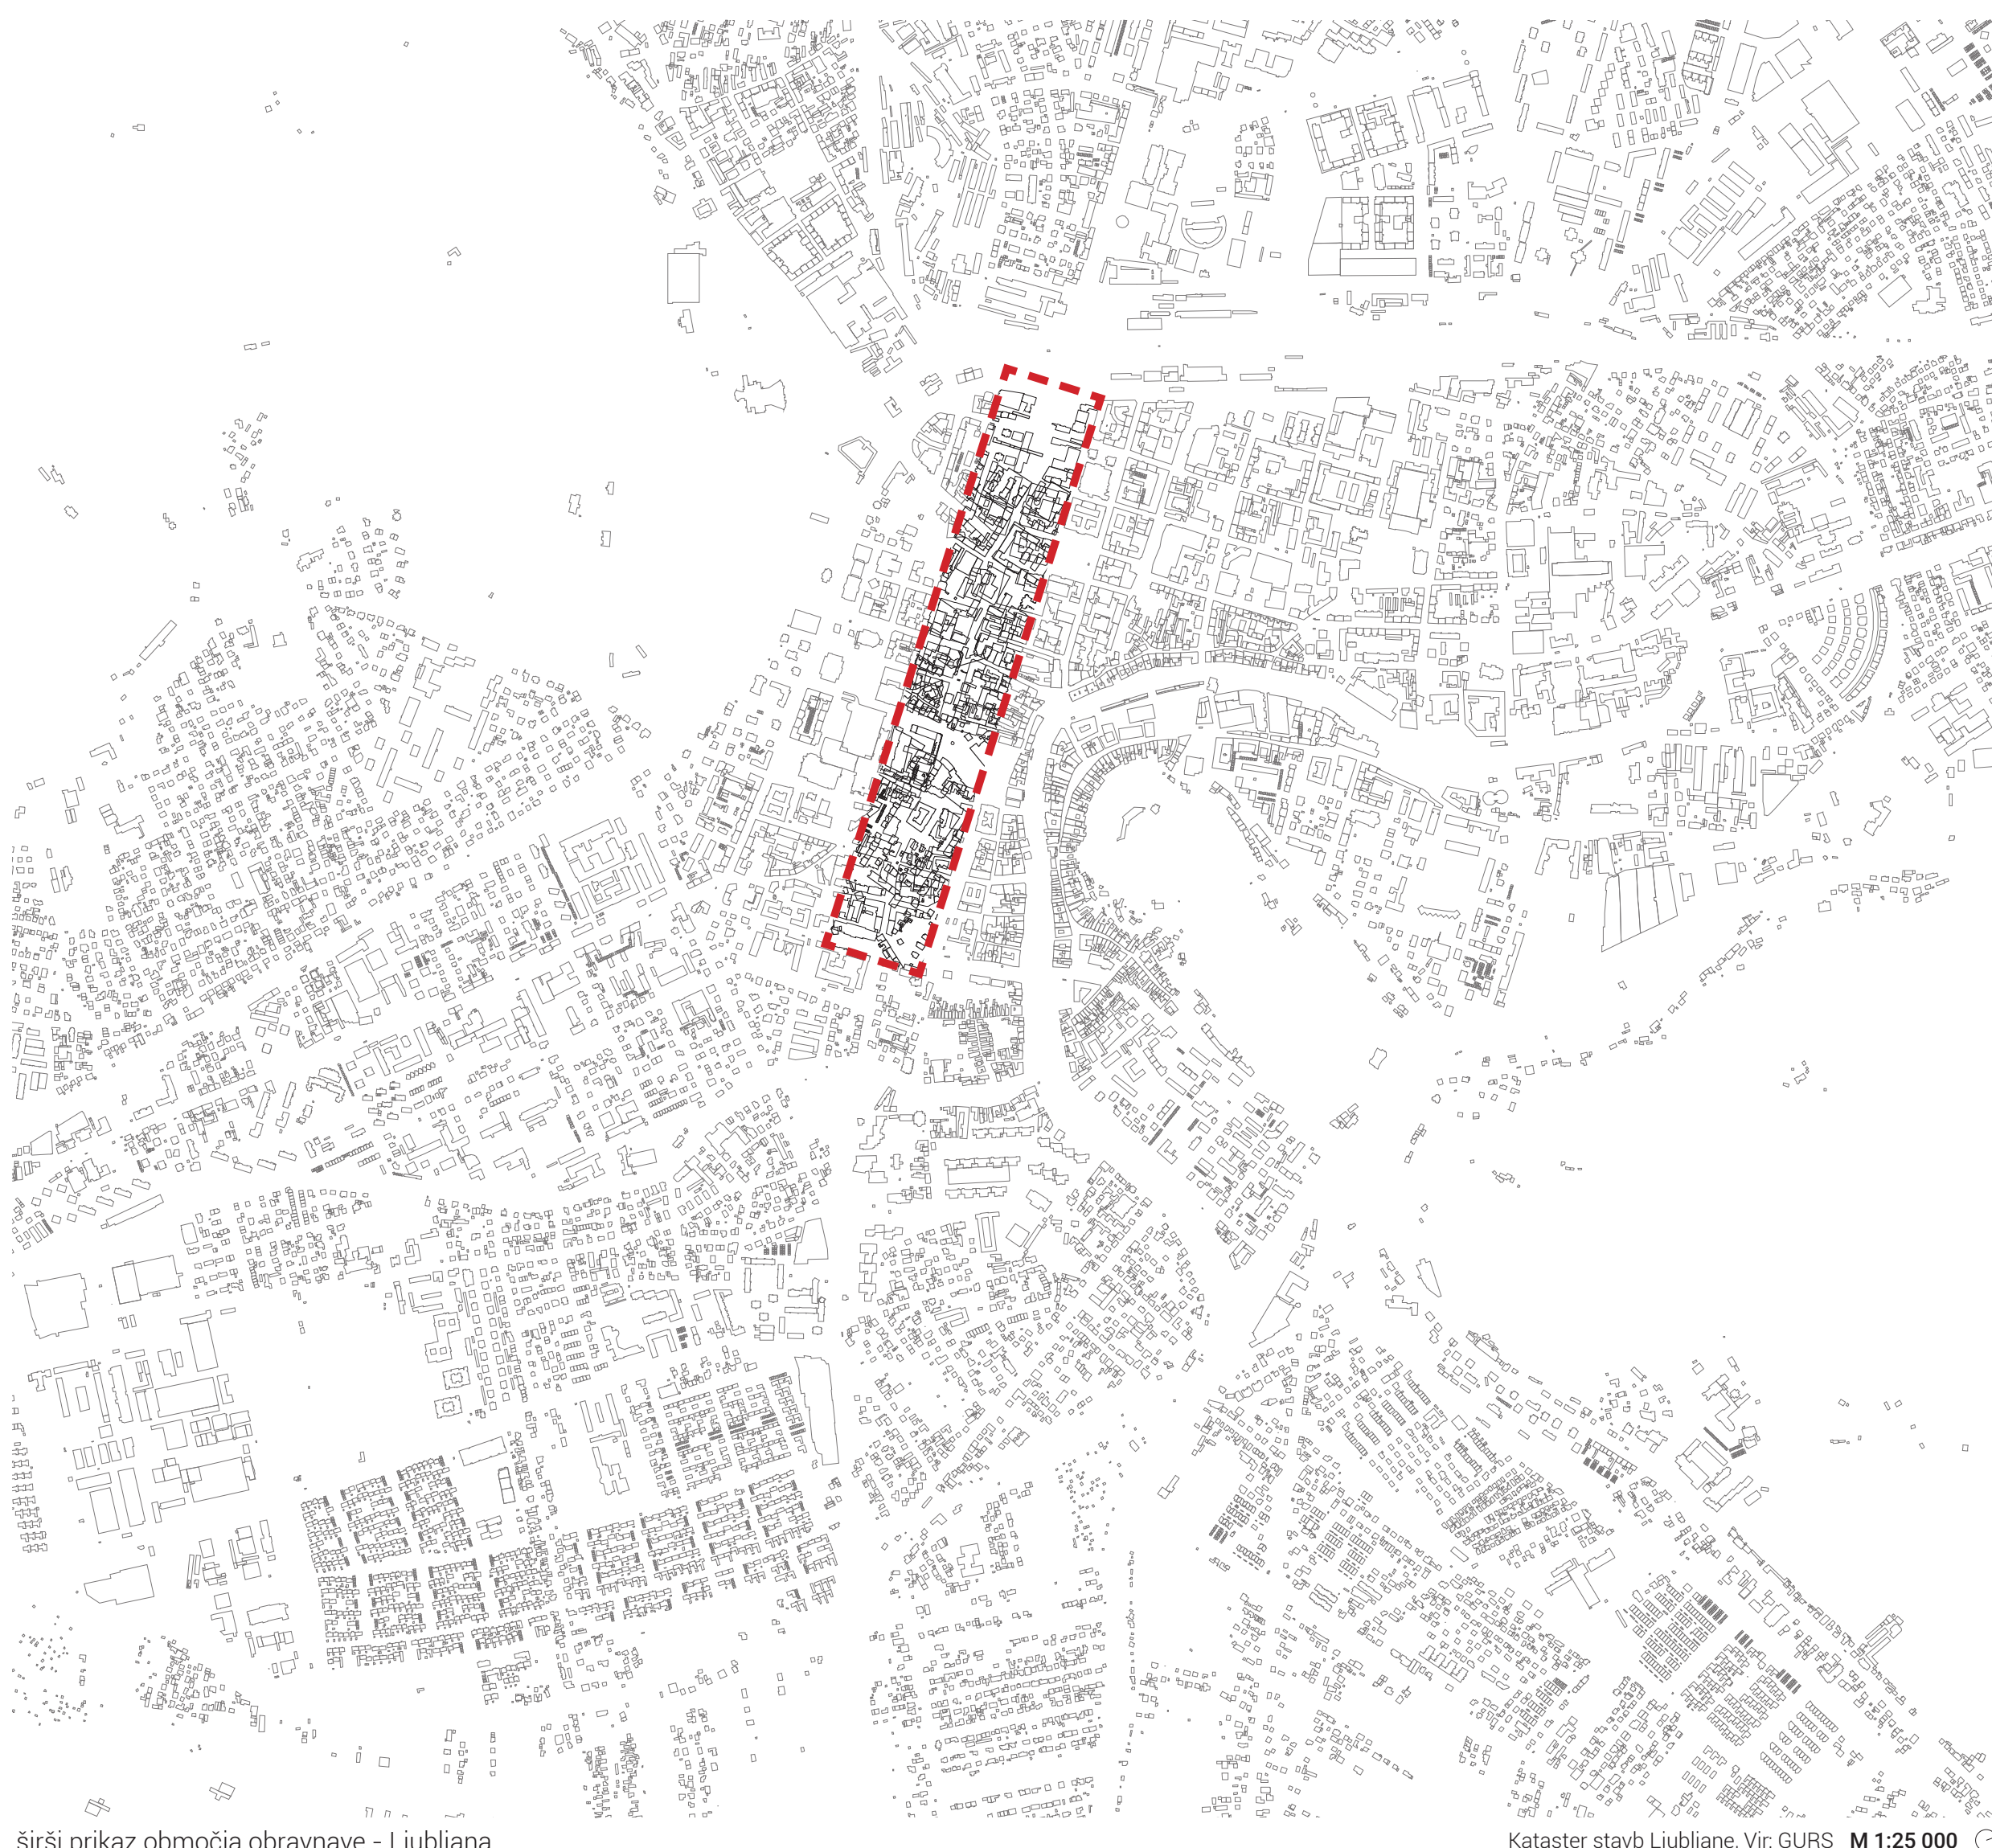 širši prikaz območja obravnave - Ljubljana
Kataster stavb Ljubljane, Vir: GURS M 1:25 000